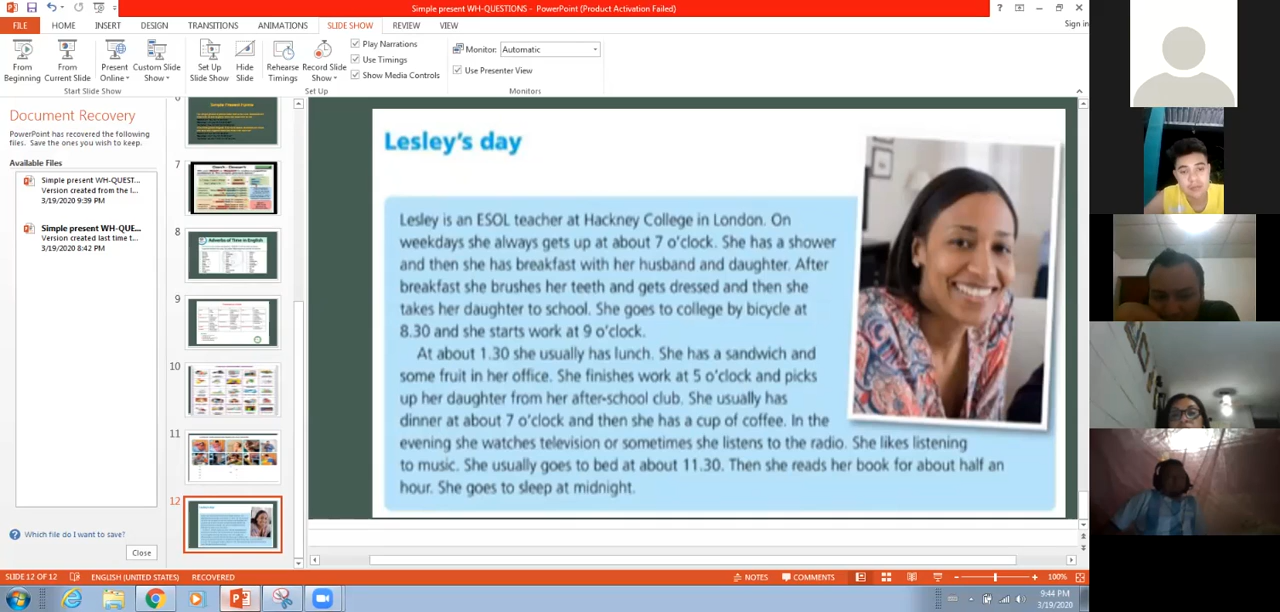 Simple present WH-QUESTIONS - PowerPoint (Product Activation Failed)
FILE HOME INSERT DESIGN TRANSITIONS ANIMATIONS SLIDE SHOW REVIEW VIEW
Sign in
From Beginning
From Current Slide
Present Online
Custom Slide Show
Start Slide Show
Set Up Slide Show
Hide Slide
Rehearse Timings
Record Slide Show
Play Narrations
Use Timings
Show Media Controls
Set Up
Monitor: Automatic
Use Presenter View
Monitors
Document Recovery
PowerPoint has recovered the following
files. Save the ones you wish to keep.
Available Files
Simple present WH-QUEST...
Version created from the l...
3/19/2020 9:39 PM
Simple present WH-QUE...
Version created last time t...
3/19/2020 8:42 PM
Which file do I want to save?
Close
7
8
Adverbs of Time in English
9
10
11
12
Lesley's day
Lesley is an ESOL teacher at Hackney College in London. On
weekdays she always gets up at about 7 o'clock. She has a shower
and then she has breakfast with her husband and daughter. After
breakfast she brushes her teeth and gets dressed and then she
takes her daughter to school. She goes to college by bicycle at
8.30 and she starts work at 9 o'clock.
At about 1.30 she usually has lunch. She has a sandwich and
some fruit in her office. She finishes work at 5 o'clock and picks
up her daughter from her after-school club. She usually has
dinner at about 7 o'clock and then she has a cup of coffee. In the
evening she watches television or sometimes she listens to the radio. She likes listening
to music. She usually goes to bed at about 11.30. Then she reads her book for about half an
hour. She goes to sleep at midnight.
SLIDE 12 OF 12 ENGLISH (UNITED STATES) RECOVERED
NOTES COMMENTS 100%
9:44 PM
3/19/2020